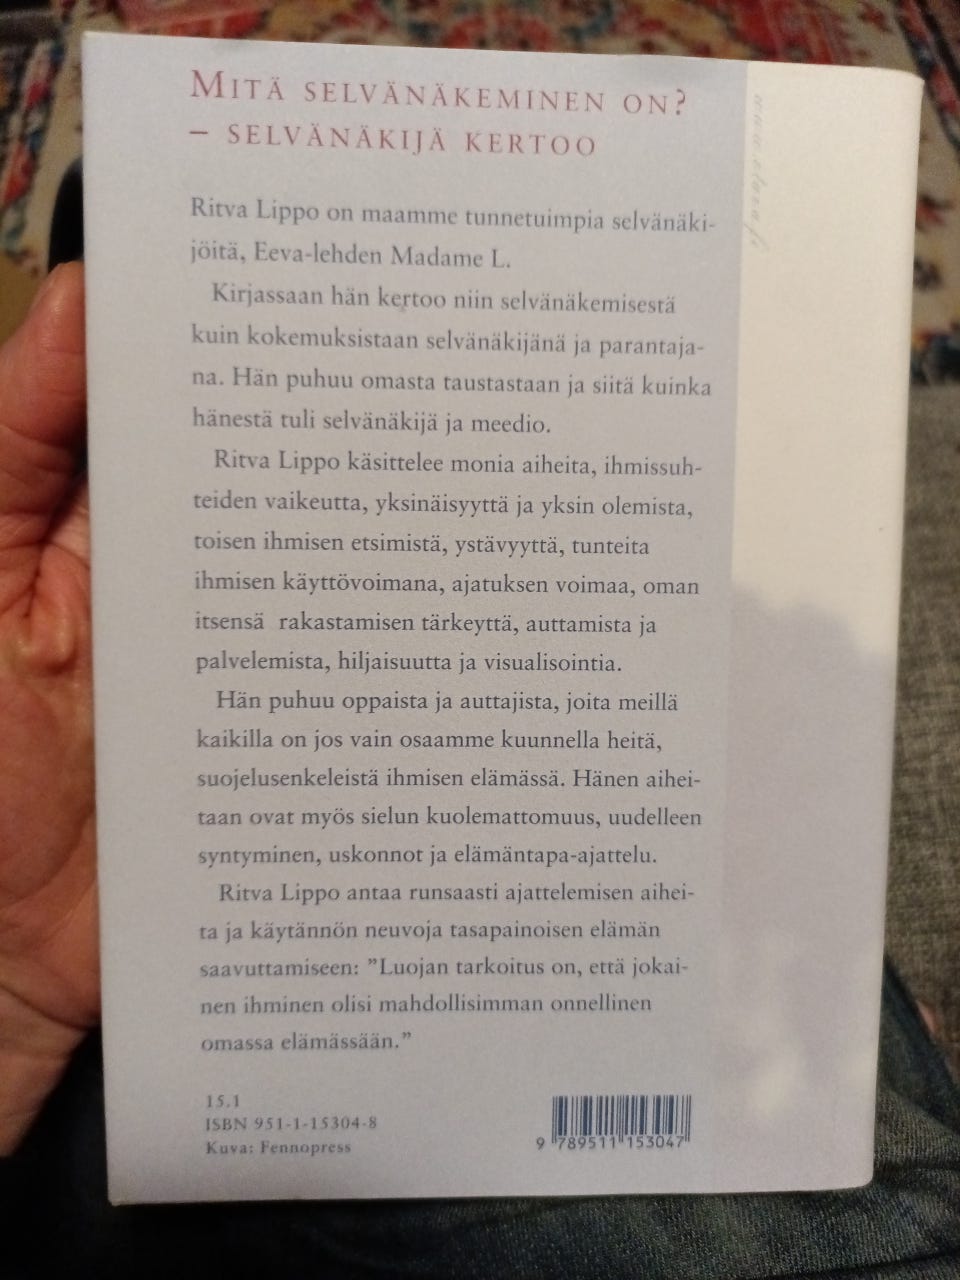 MITÄ SELVÄNÄKEMINEN ON?
– SELVÄNÄKIJÄ KERTOO
Ritva Lippo on maamme tunnetuimpia selvänäki-
jöitä, Eeva-lehden Madame L.
Kirjassaan hän kertoo niin selvänäkemisestä
kuin kokemuksistaan selvänäkijänä ja parantaja-
na. Hän puhuu omasta taustastaan ja siitä kuinka
hänestä tuli selvänäkijä ja meedio.
Ritva Lippo käsittelee monia aiheita, ihmissuh-
teiden vaikeutta, yksinäisyyttä ja yksin olemista,
toisen ihmisen etsimistä, ystävyyttä, tunteita
ihmisen käyttövoimana, ajatuksen voimaa, oman
itsensä rakastamisen tärkeyttä, auttamista ja
palvelemista, hiljaisuutta ja visualisointia.
Hän puhuu oppaista ja auttajista, joita meillä
kaikilla on jos vain osaamme kuunnella heitä,
suojelusenkeleistä ihmisen elämässä. Hänen aihei-
taan ovat myös sielun kuolemattomuus, uudelleen
syntyminen, uskonnot ja elämäntapa-ajattelu.
Ritva Lippo antaa runsaasti ajattelemisen aihei-
ta ja käytännön neuvoja tasapainoisen elämän
saavuttamiseen: ”Luojan tarkoitus on, että jokai-
nen ihminen olisi mahdollisimman onnellinen
omassa elämässään.”
15.1
ISBN 951-1-15304-8
Kuva: Fennopress
9 789511 153047